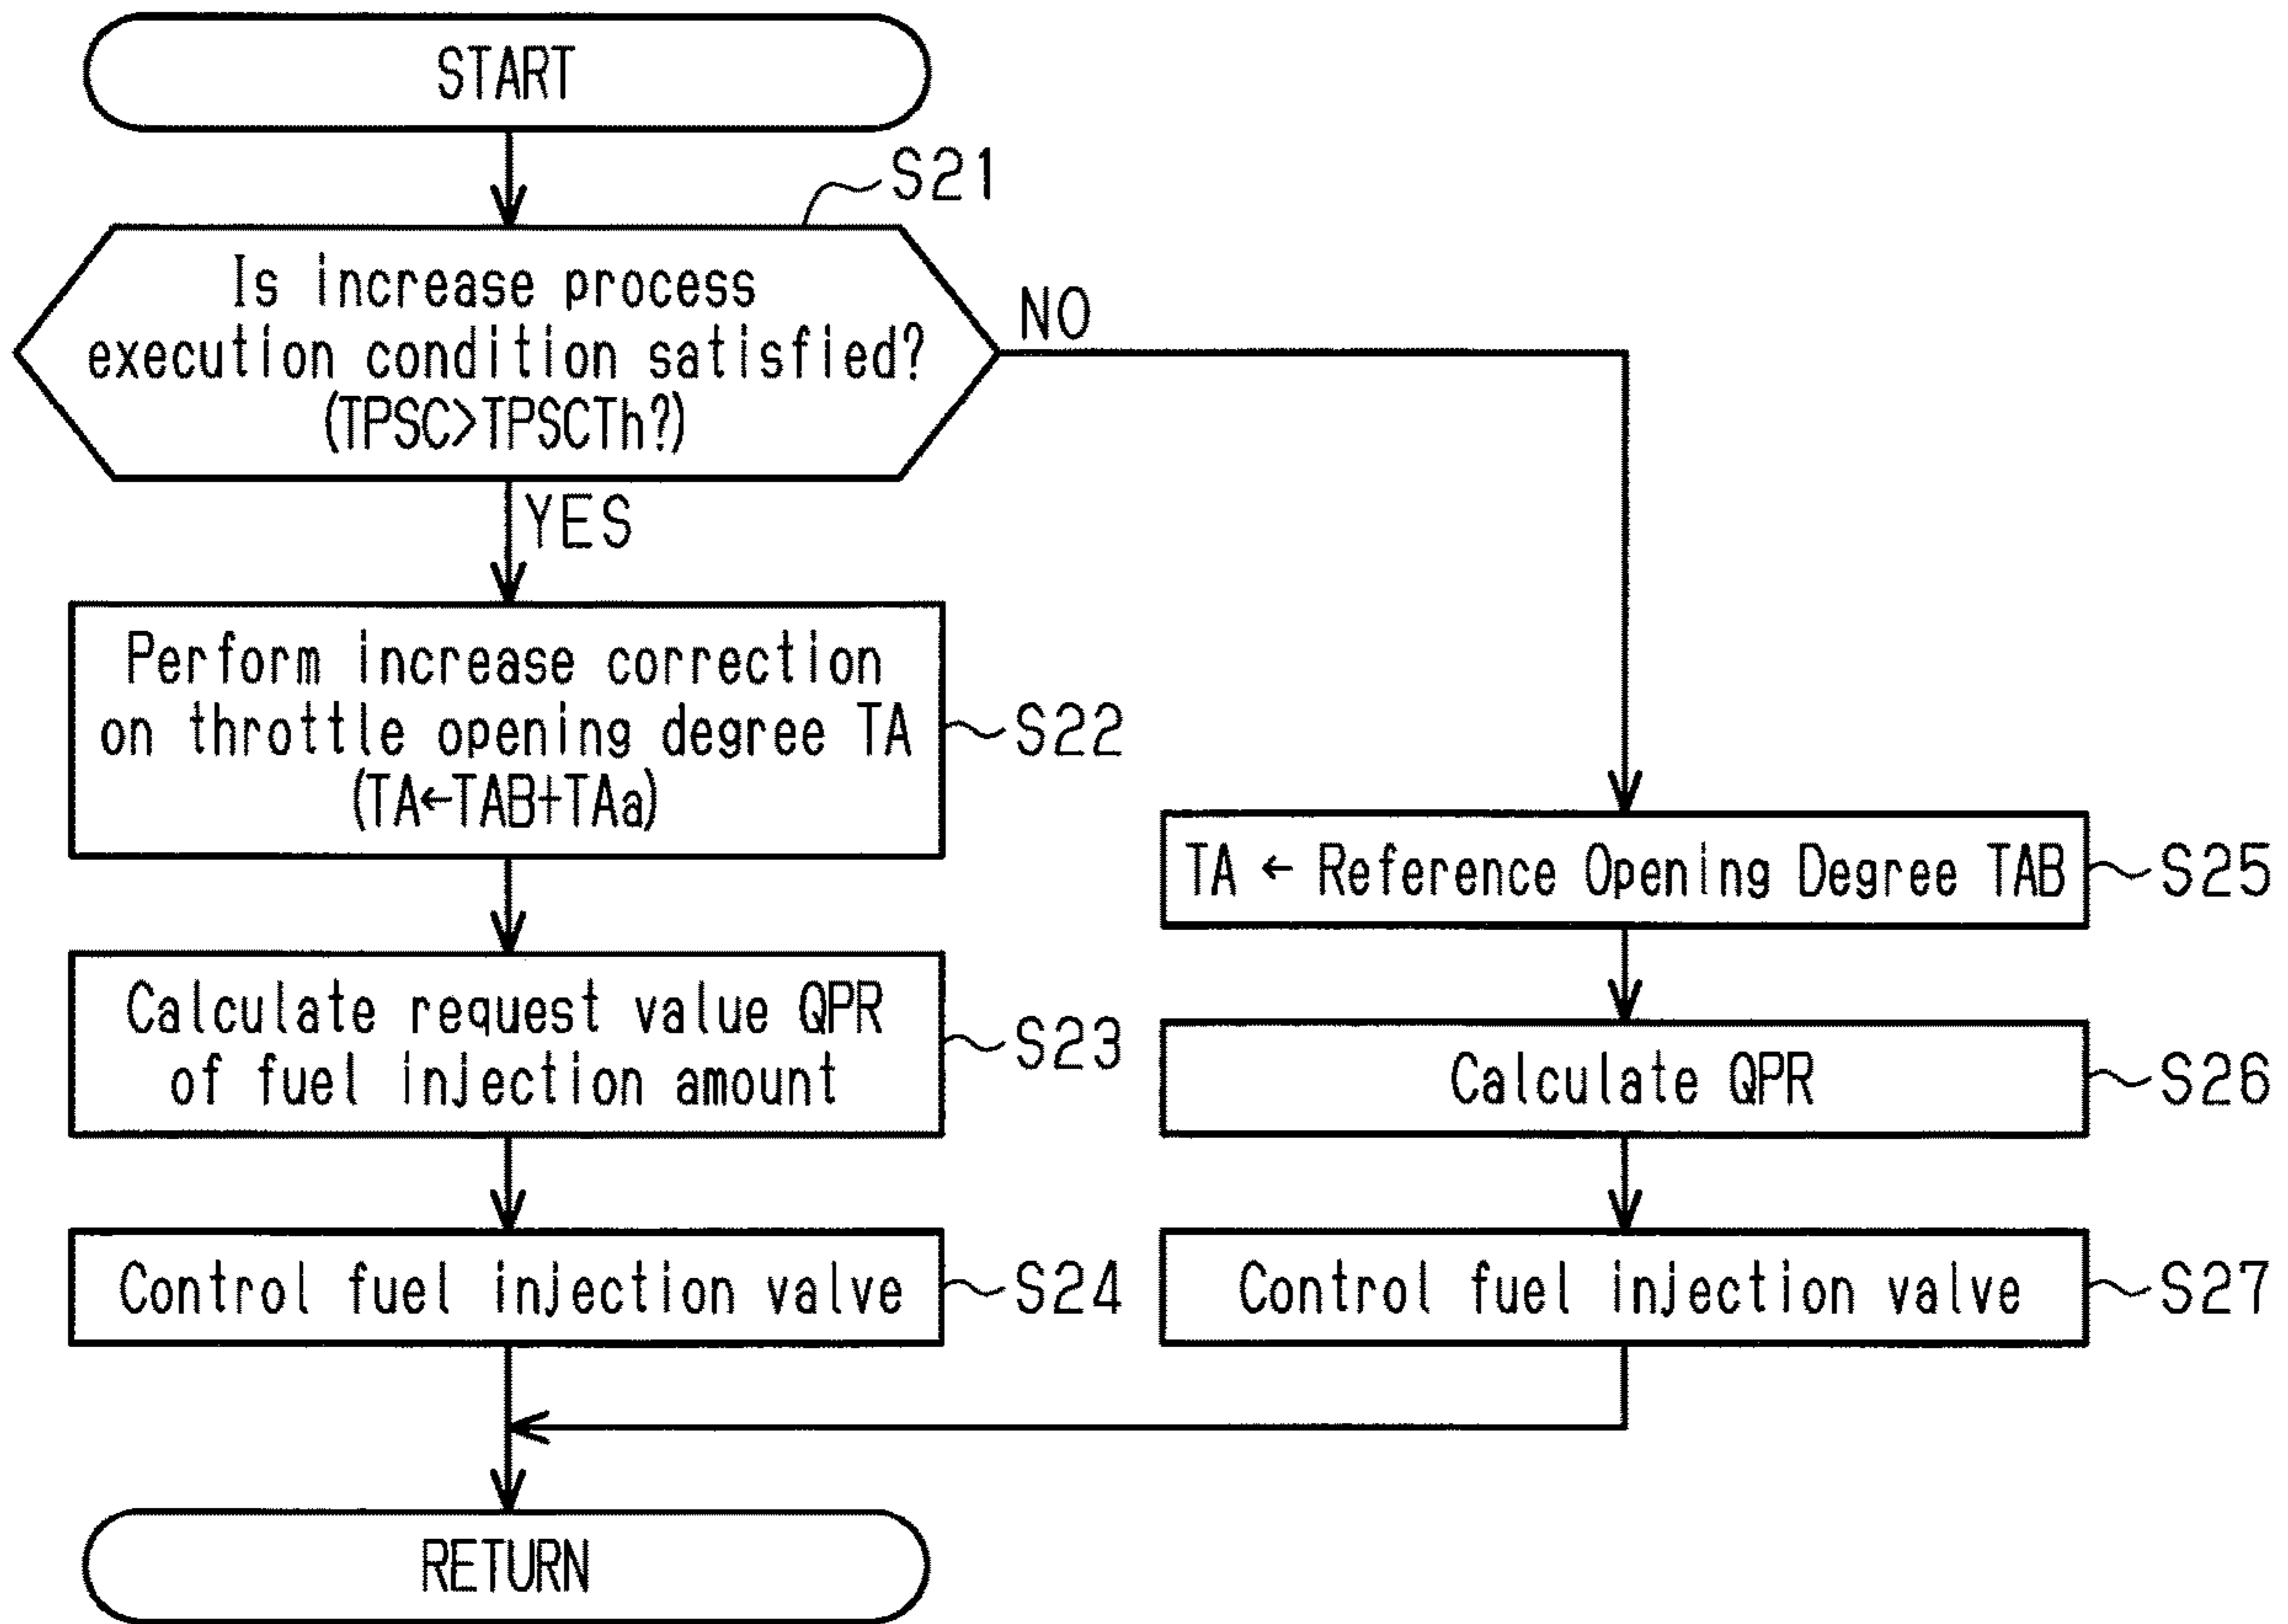 START
S21
Is increase process
execution condition satisfied?
(TPSC>TPSCTh?)
NO
YES
Perform increase correction
on throttle opening degree TA
(TA←TAB+TAa)
S22
Calculate request value QPR
of fuel injection amount
S23
Control fuel injection valve
S24
TA ← Reference Opening Degree TAB
S25
Calculate QPR
S26
Control fuel injection valve
S27
RETURN